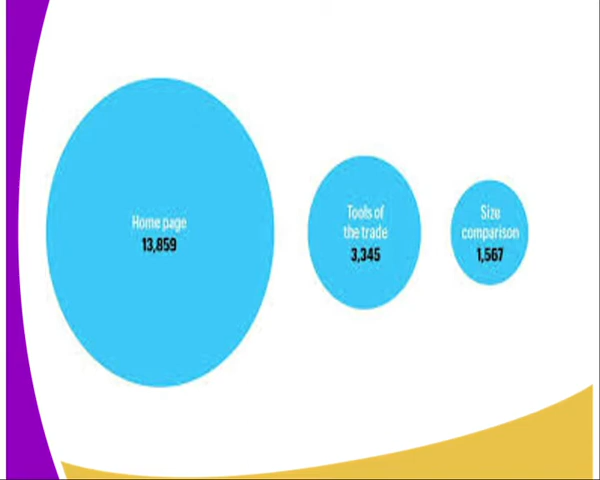 Home page
13,859
Tools of
the trade
3,345
Size
comparison
1,567